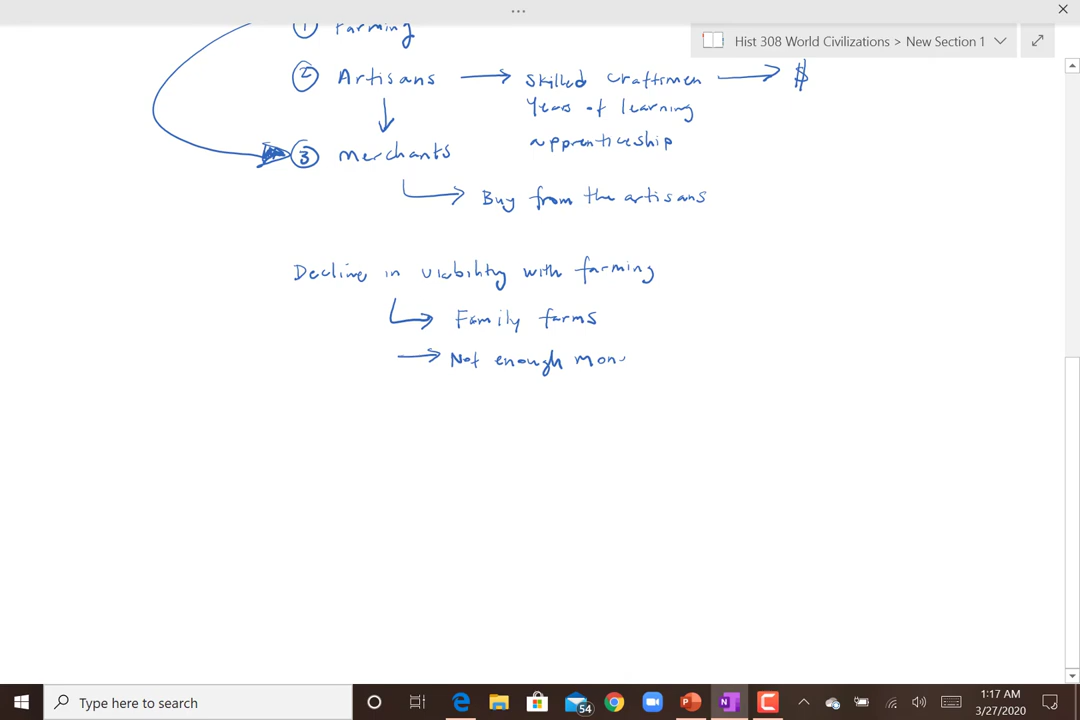 ...
① Farming
Hist 308 World Civilizations > New Section 1
② Artisans → Skilled craftsmen → $
Years of learning
apprenticeship
③ merchants
Buy from the artisans
Decline in viability with farming
Family farms
→ Not enough mon
Type here to search
54
1:17 AM
3/27/2020